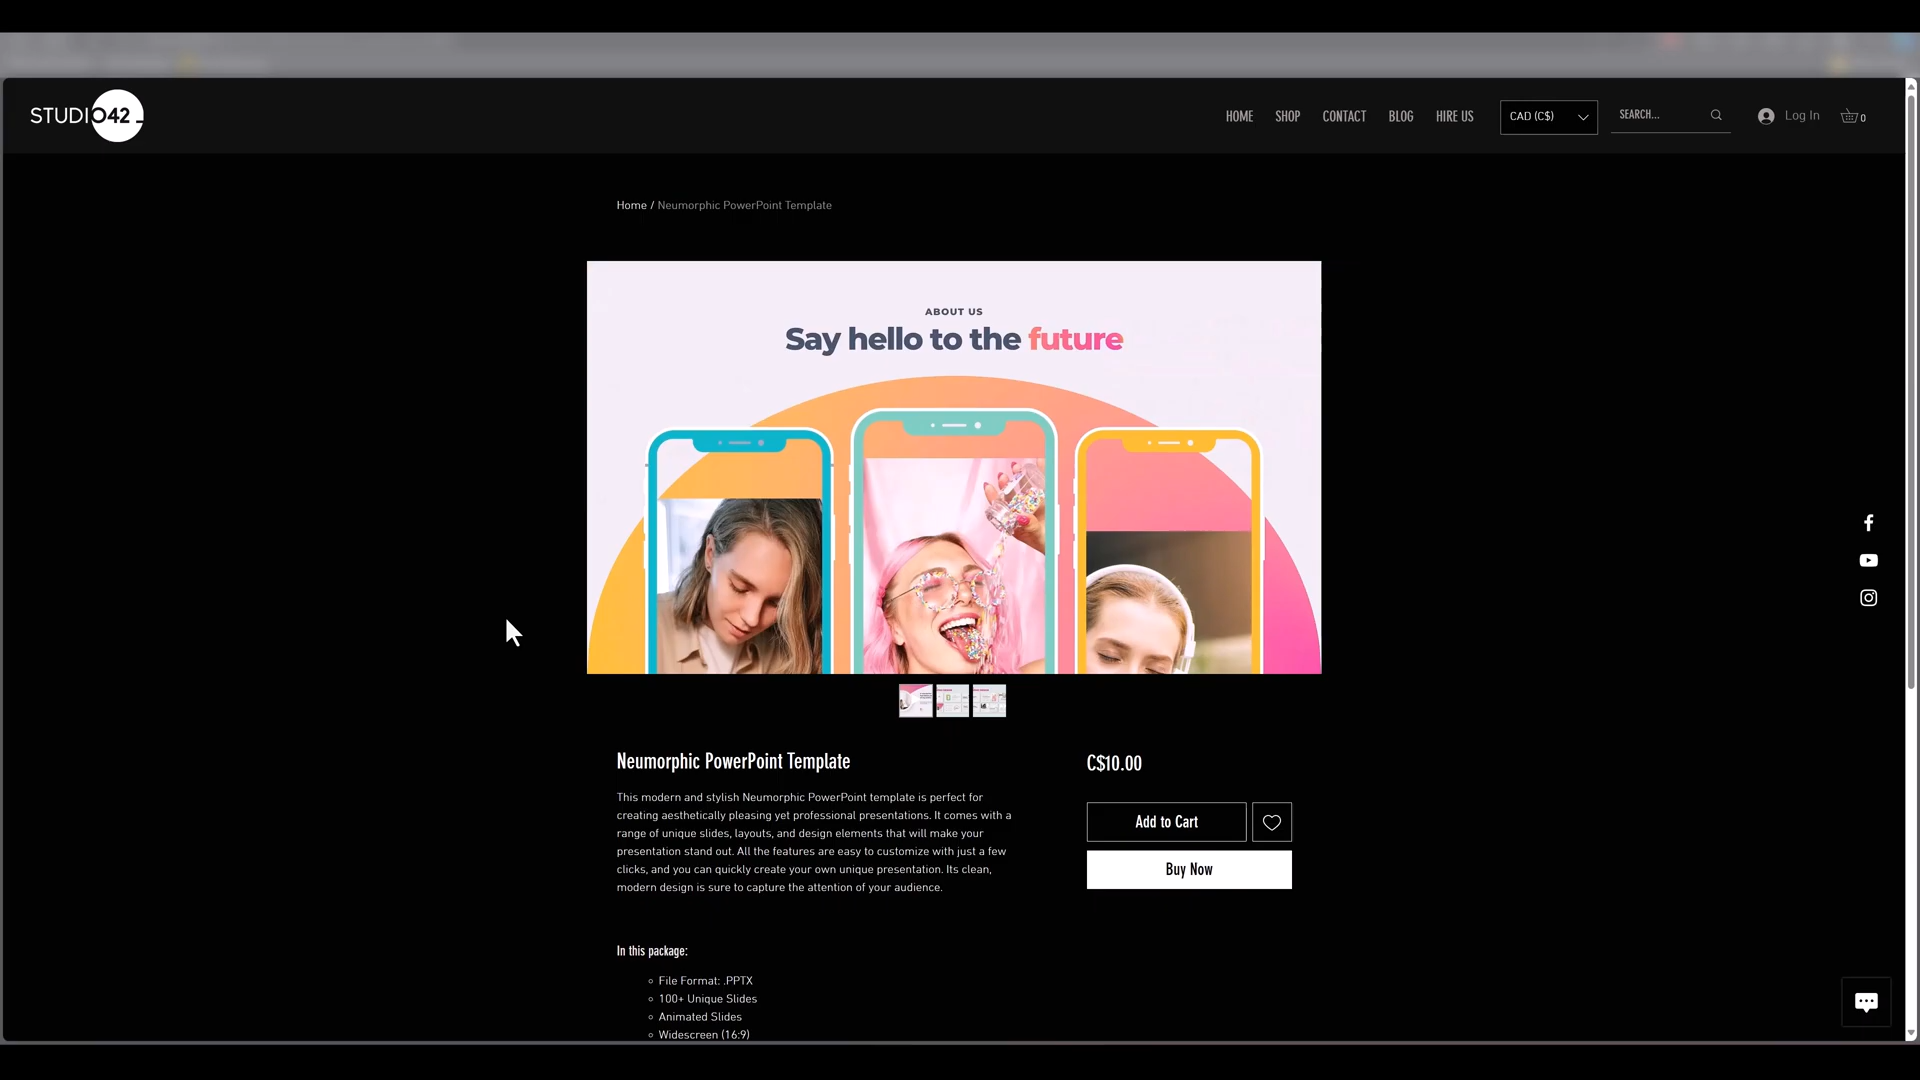 STUDIO42_
HOME SHOP CONTACT BLOG HIRE US CAD (C$) SEARCH... Log In 0
Home / Neumorphic PowerPoint Template
ABOUT US
Say hello to the future
Neumorphic PowerPoint Template
This modern and stylish Neumorphic PowerPoint template is perfect for
creating aesthetically pleasing yet professional presentations. It comes with a
range of unique slides, layouts, and design elements that will make your
presentation stand out. All the features are easy to customize with just a few
clicks, and you can quickly create your own unique presentation. Its clean,
modern design is sure to capture the attention of your audience.
C$10.00
Add to Cart
Buy Now
In this package:
File Format: .PPTX
100+ Unique Slides
Animated Slides
Widescreen (16:9)